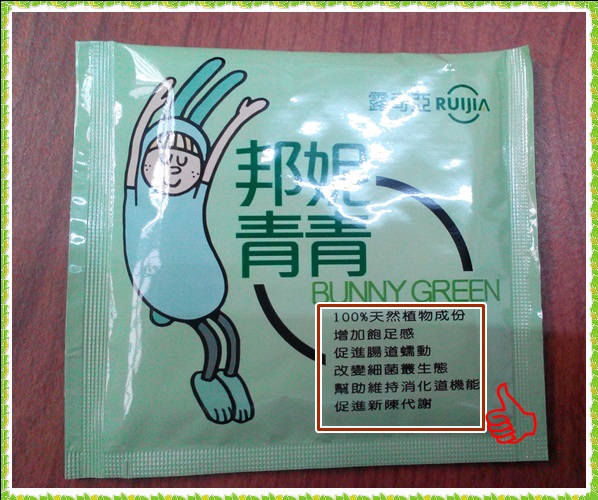 露奇亞 RUIJIA
邦妮
青青
BUNNY GREEN
100%天然植物成份
增加飽足感
促進腸道蠕動
改變細菌叢生態
幫助維持消化道機能
促進新陳代謝